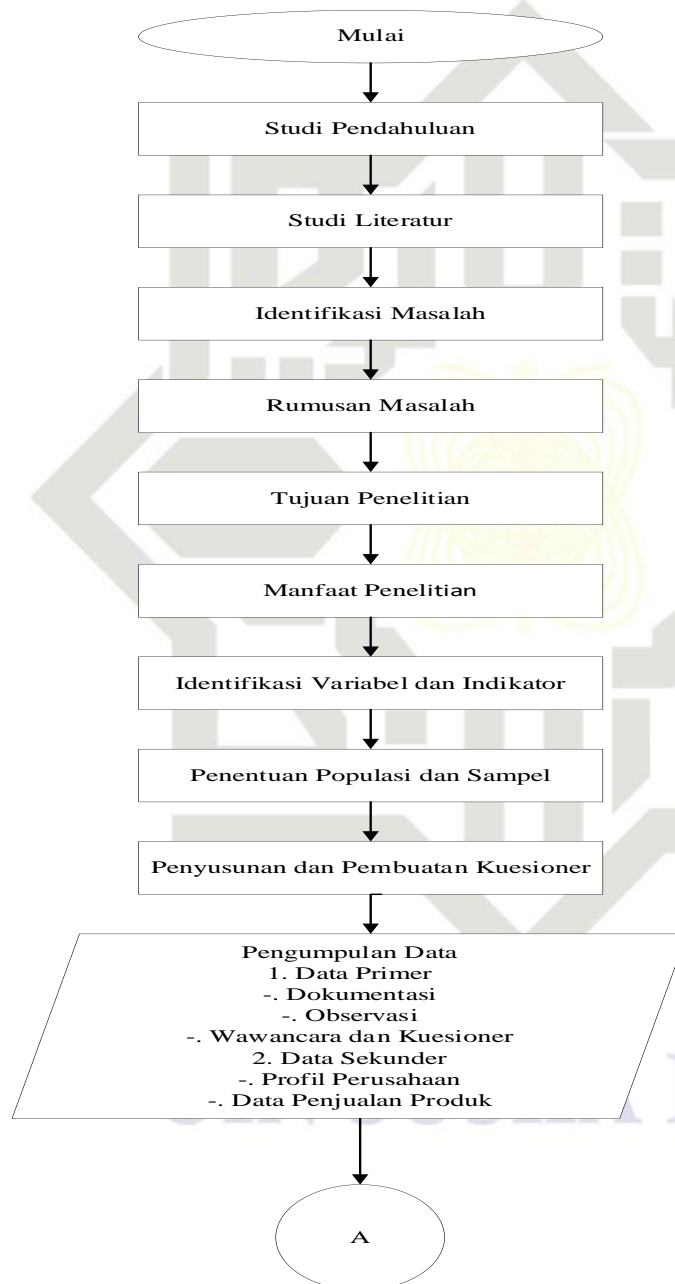 Mulai
Studi Pendahuluan
Studi Literatur
Identifikasi Masalah
Rumusan Masalah
Tujuan Penelitian
Manfaat Penelitian
Identifikasi Variabel dan Indikator
Penentuan Populasi dan Sampel
Penyusunan dan Pembuatan Kuesioner
Pengumpulan Data
1. Data Primer
-. Dokumentasi
-. Observasi
-. Wawancara dan Kuesioner
2. Data Sekunder
-. Profil Perusahaan
-. Data Penjualan Produk
A